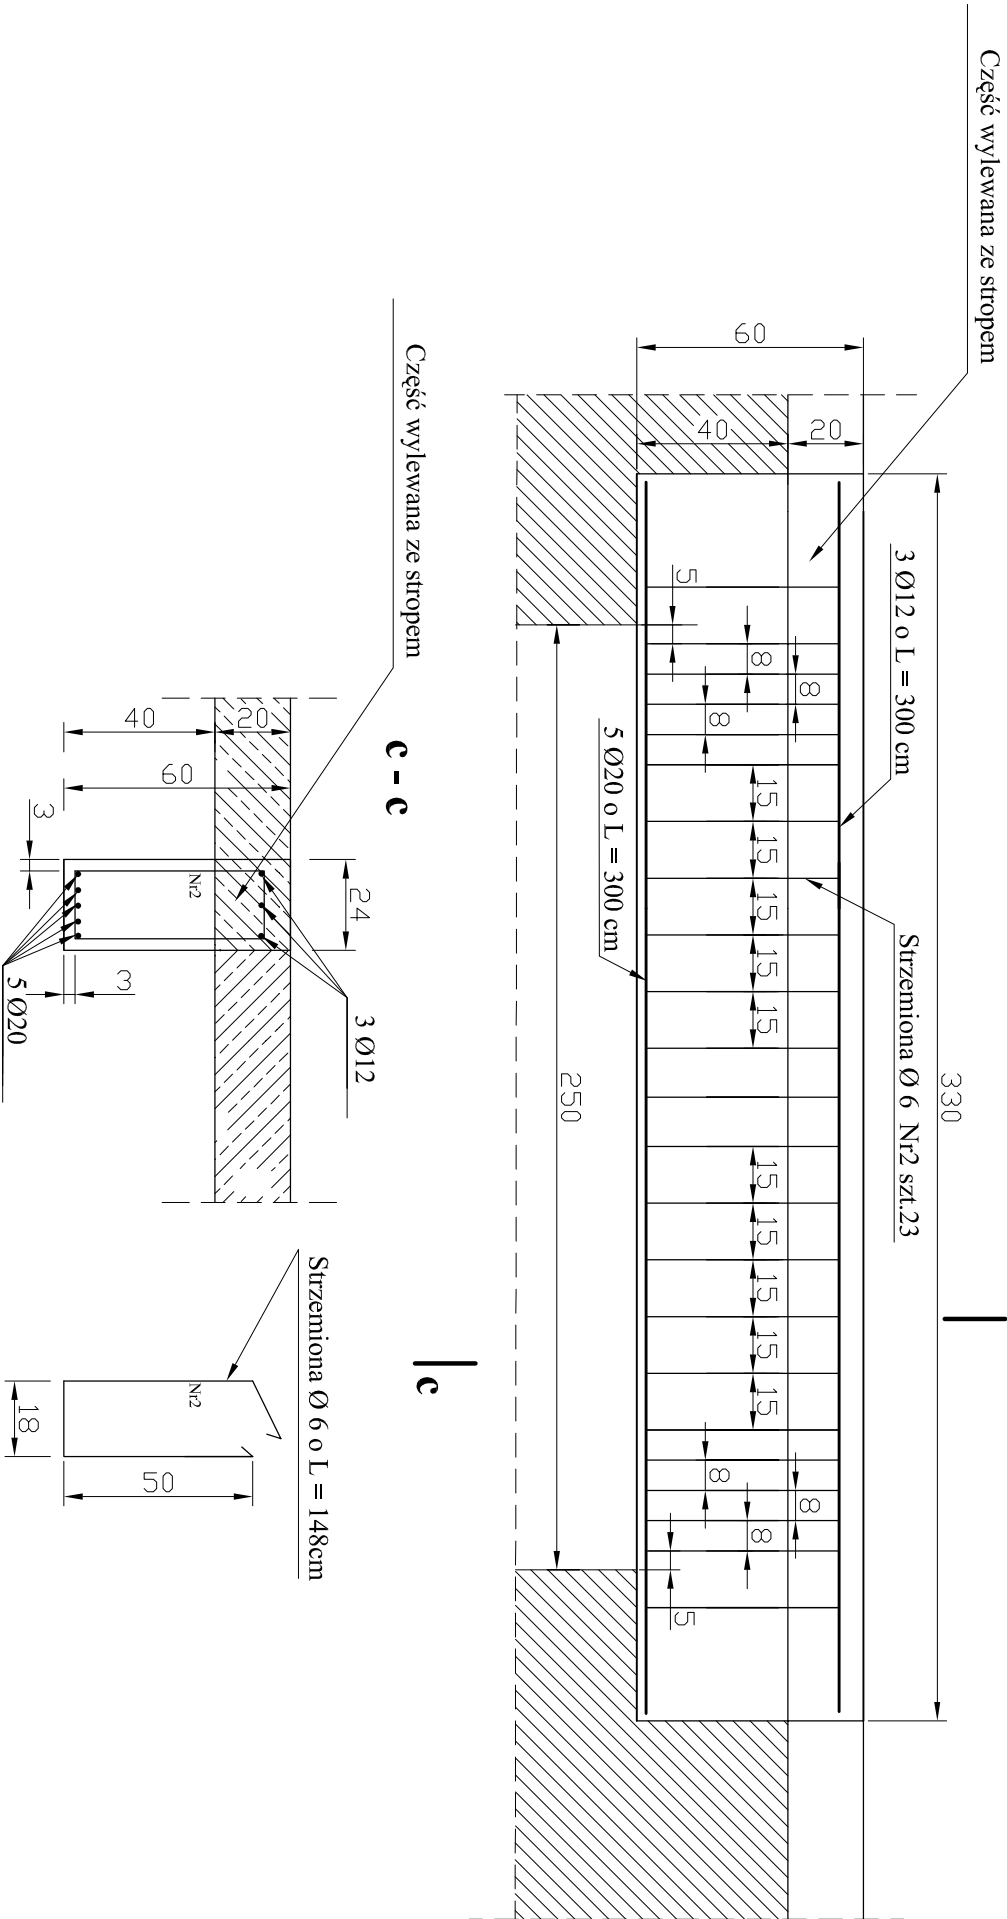 Część wylewana ze stropem
3 Ø12 o L = 300 cm
Strzemiona Ø 6 Nr2 szt.23
330
60
40
20
5
8
8
8
15
15
15
15
15
15
15
15
15
15
8
8
8
5
5 Ø20 o L = 300 cm
250
c - c
c
Część wylewana ze stropem
40
20
60
3
24
Nr2
3
3 Ø12
5 Ø20
Strzemiona Ø 6 o L = 148cm
Nr2
18
50